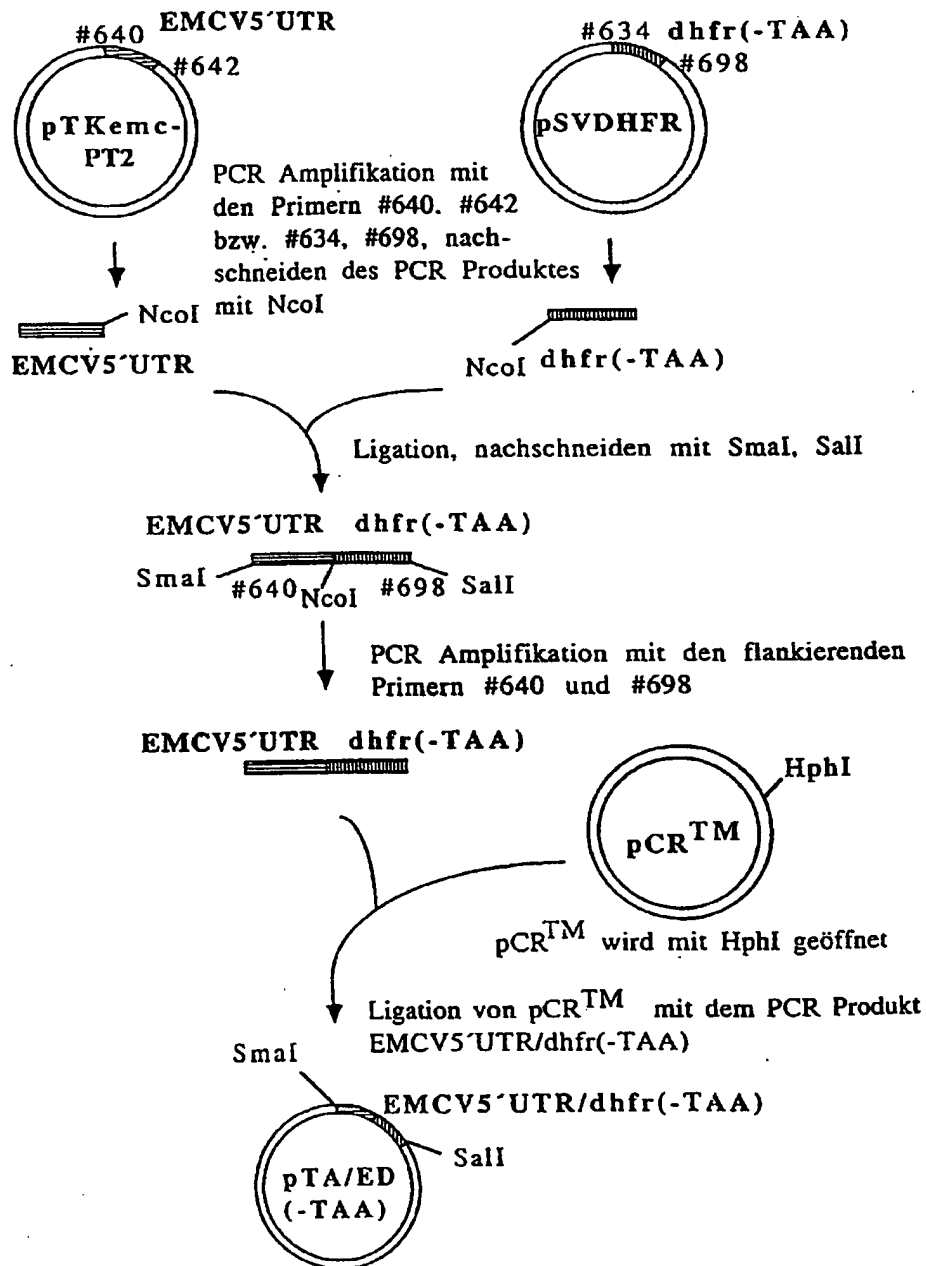 #640 EMCV5´UTR
#642
pTKemc-
PT2
#634 dhfr(-TAA)
#698
pSVDHFR
PCR Amplifikation mit
den Primern #640. #642
bzw. #634, #698, nach-
schneiden des PCR Produktes
mit NcoI
NcoI
EMCV5´UTR
NcoI dhfr(-TAA)
Ligation, nachschneiden mit SmaI, SalI
EMCV5´UTR dhfr(-TAA)
SmaI #640 NcoI #698 SalI
PCR Amplifikation mit den flankierenden
Primern #640 und #698
EMCV5´UTR dhfr(-TAA)
HphI
pCR™
pCR™ wird mit HphI geöffnet
Ligation von pCR™ mit dem PCR Produkt
EMCV5´UTR/dhfr(-TAA)
SmaI
EMCV5´UTR/dhfr(-TAA)
SalI
pTA/ED
(-TAA)